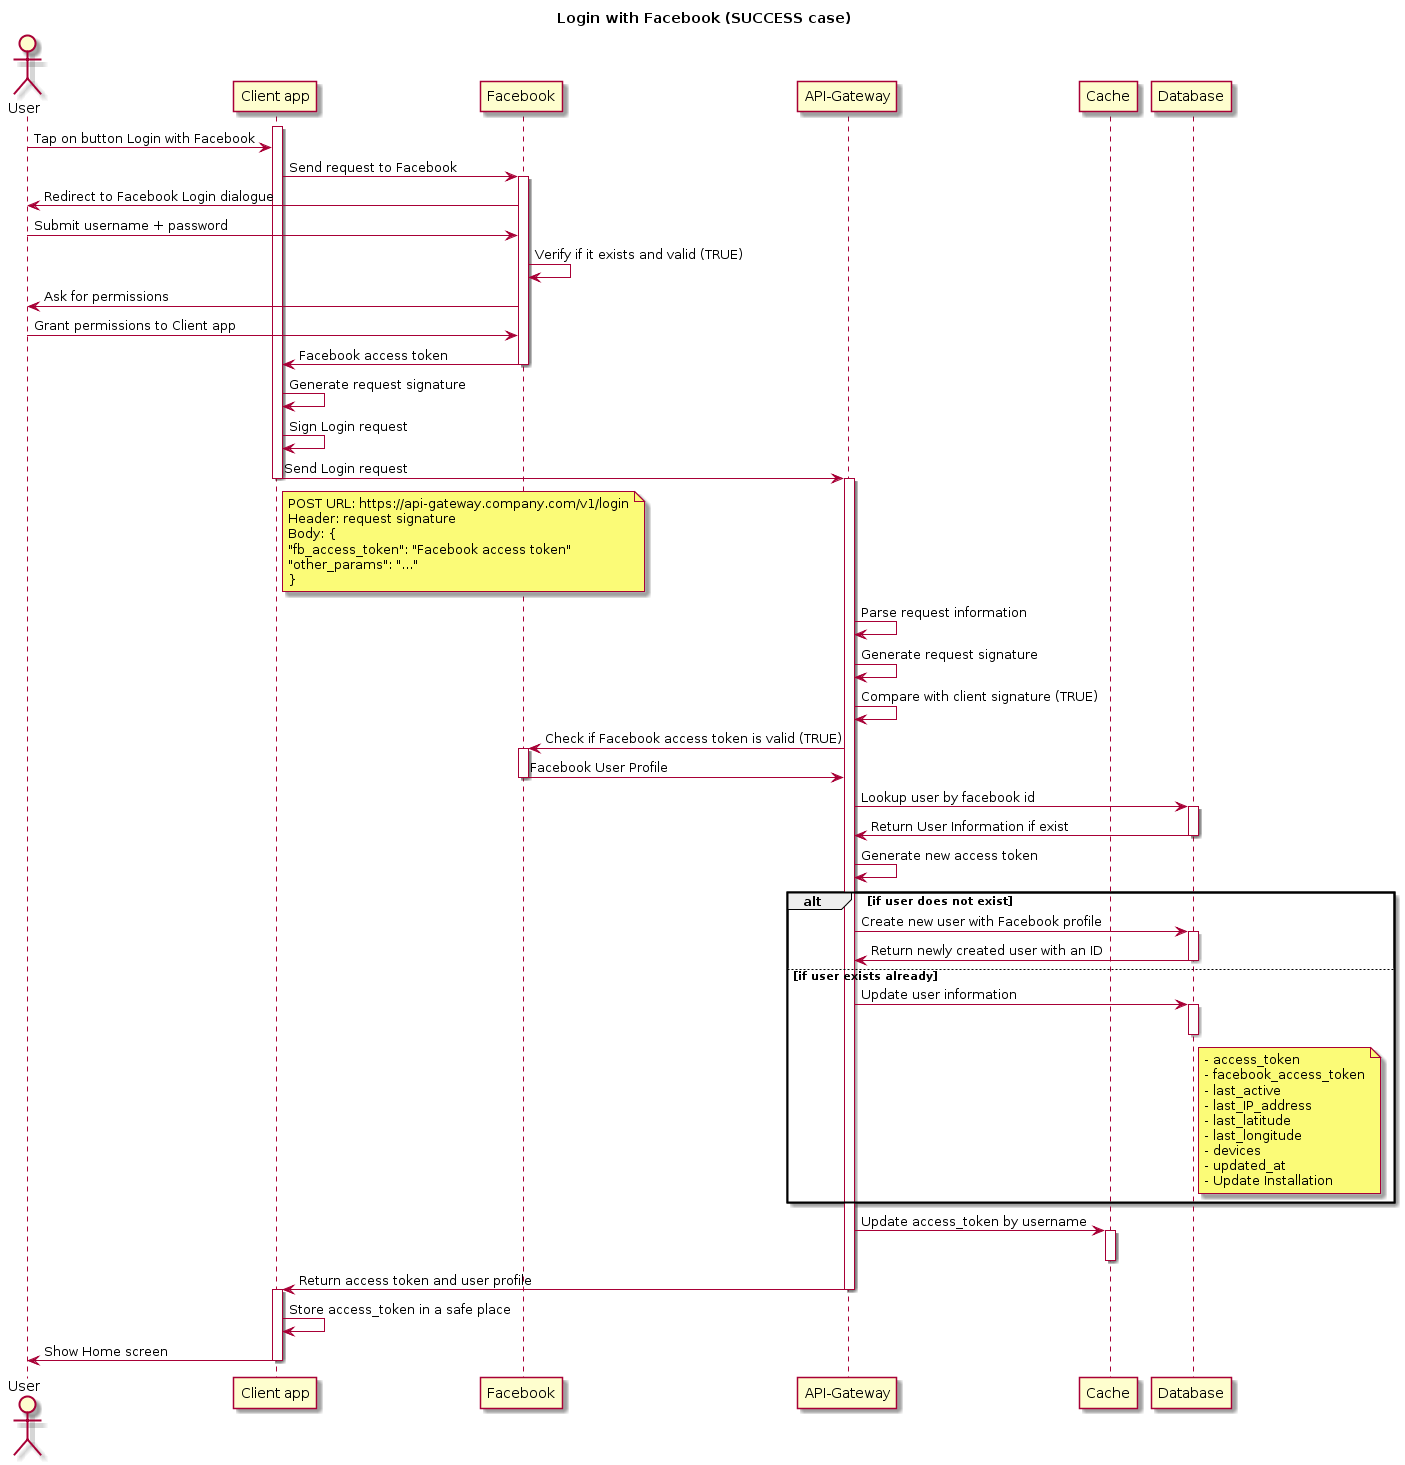 Login with Facebook (SUCCESS case)
User
Client app
Facebook
API-Gateway
Cache
Database
Tap on button Login with Facebook
Send request to Facebook
Redirect to Facebook Login dialogue
Submit username + password
Verify if it exists and valid (TRUE)
Ask for permissions
Grant permissions to Client app
Facebook access token
Generate request signature
Sign Login request
Send Login request
POST URL: https://api-gateway.company.com/v1/login
Header: request signature
Body: {
"fb_access_token": "Facebook access token"
"other_params": "..."
}
Parse request information
Generate request signature
Compare with client signature (TRUE)
Check if Facebook access token is valid (TRUE)
Facebook User Profile
Lookup user by facebook id
Return User Information if exist
Generate new access token
alt [if user does not exist]
Create new user with Facebook profile
Return newly created user with an ID
[if user exists already]
Update user information
- access_token
- facebook_access_token
- last_active
- last_IP_address
- last_latitude
- last_longitude
- devices
- updated_at
- Update Installation
Update access_token by username
Return access token and user profile
Store access_token in a safe place
Show Home screen
User
Client app
Facebook
API-Gateway
Cache
Database